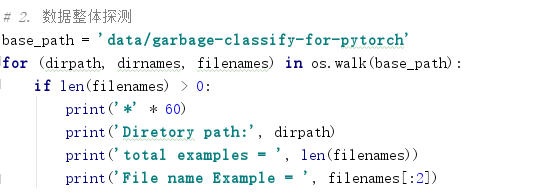 # 2. 数据整体探测
base_path = 'data/garbage-classify-for-pytorch'
for (dirpath, dirnames, filenames) in os.walk(base_path):
    if len(filenames) > 0:
        print('*' * 60)
        print('Diretory path:', dirpath)
        print('total examples = ', len(filenames))
        print('File name Example = ', filenames[:2])